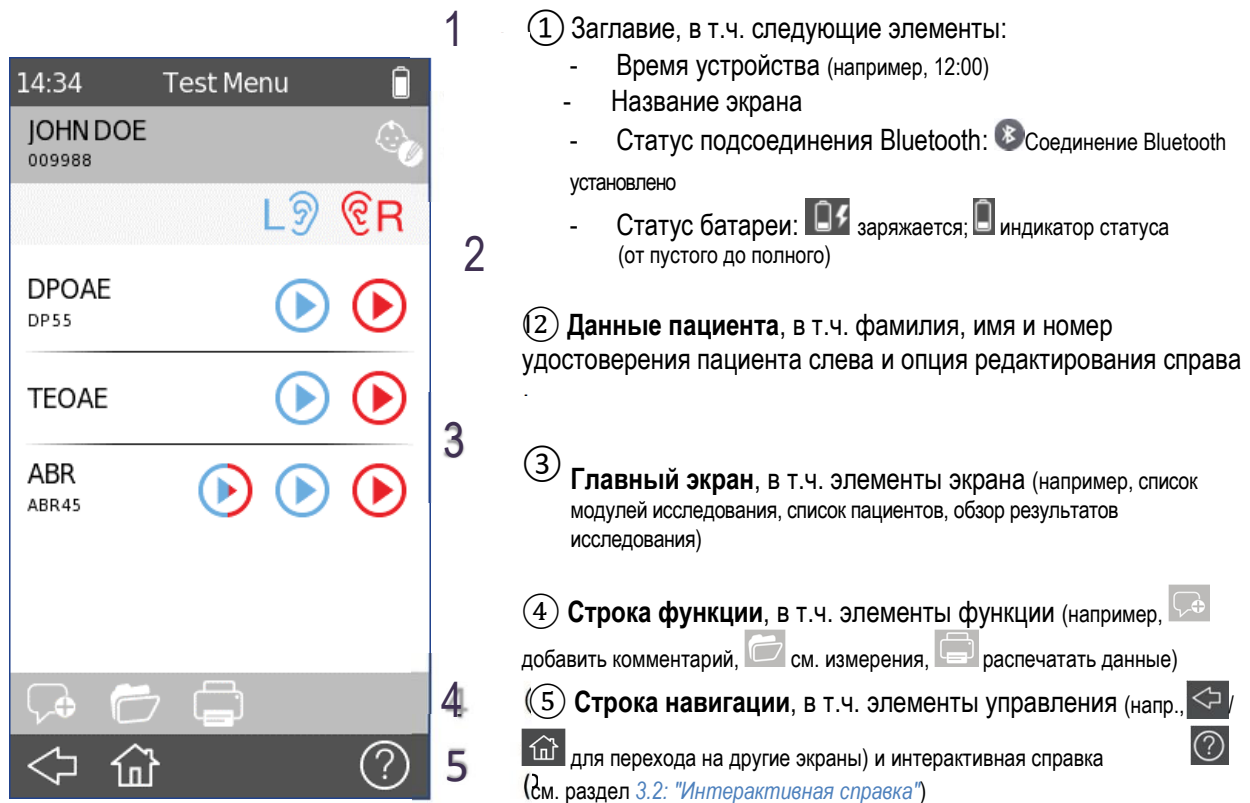 14:34 Test Menu
JOHN DOE
009988
L R
DPOAE
DP55
TEOAE
ABR
ABR45
1
2
3
4
5
① Заглавие, в т.ч. следующие элементы:
- Время устройства (например, 12:00)
- Название экрана
- Статус подсоединения Bluetooth: Соединение Bluetooth
установлено
- Статус батареи: заряжается; индикатор статуса
(от пустого до полного)
② Данные пациента, в т.ч. фамилия, имя и номер
удостоверения пациента слева и опция редактирования справа
.
③ Главный экран, в т.ч. элементы экрана (например, список
модулей исследования, список пациентов, обзор результатов
исследования)
④ Строка функции, в т.ч. элементы функции (например,
добавить комментарий, см. измерения, распечатать данные)
⑤ Строка навигации, в т.ч. элементы управления (напр., /
для перехода на другие экраны) и интерактивная справка ?
(см. раздел 3.2: "Интерактивная справка")